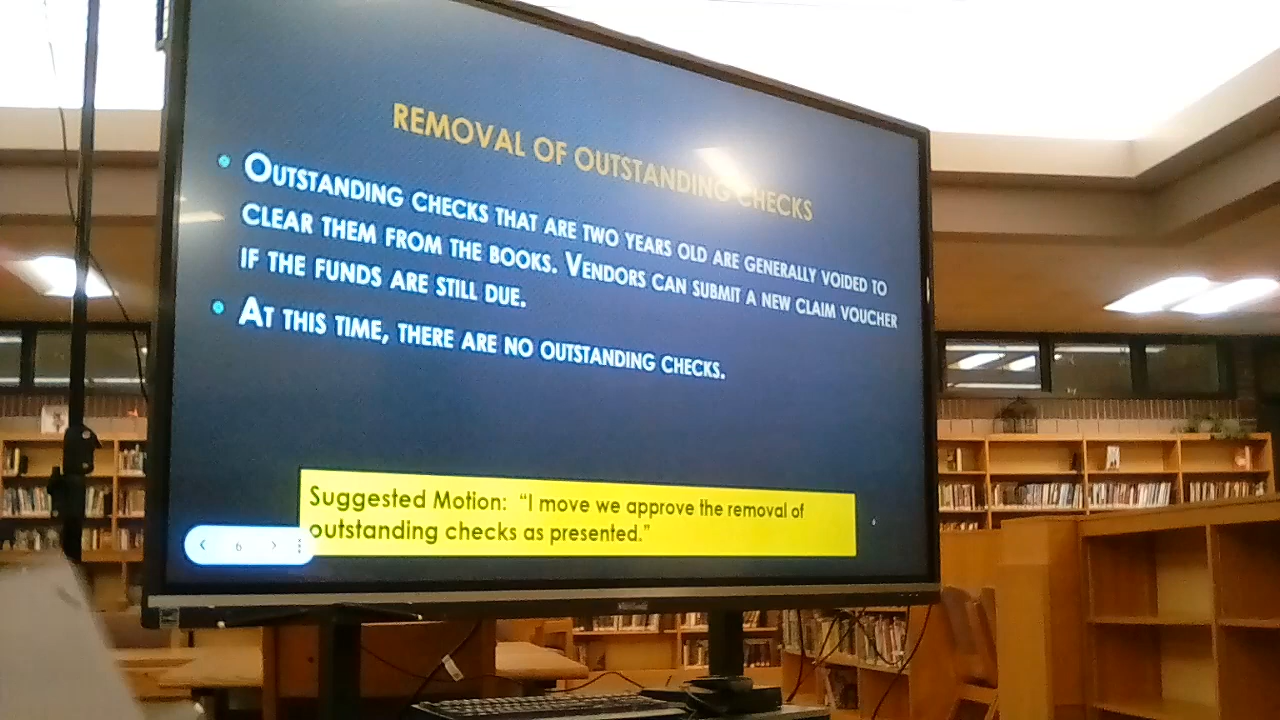 REMOVAL OF OUTSTANDING CHECKS
• OUTSTANDING CHECKS THAT ARE TWO YEARS OLD ARE GENERALLY VOIDED TO
CLEAR THEM FROM THE BOOKS. VENDORS CAN SUBMIT A NEW CLAIM VOUCHER
IF THE FUNDS ARE STILL DUE.
• AT THIS TIME, THERE ARE NO OUTSTANDING CHECKS.
Suggested Motion: “I move we approve the removal of
outstanding checks as presented.”
6
6